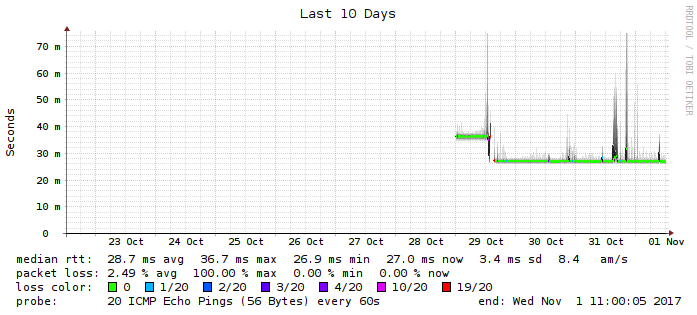 Last 10 Days
RRDTOOL / TOBI OETIKER
Seconds
70 m
60 m
50 m
40 m
30 m
20 m
10 m
0
23 Oct 24 Oct 25 Oct 26 Oct 27 Oct 28 Oct 29 Oct 30 Oct 31 Oct 01 Nov
median rtt: 28.7 ms avg 36.7 ms max 26.9 ms min 27.0 ms now 3.4 ms sd 8.4 am/s
packet loss: 2.49 % avg 100.00 % max 0.00 % min 0.00 % now
loss color: 0 1/20 2/20 3/20 4/20 10/20 19/20
probe: 20 ICMP Echo Pings (56 Bytes) every 60s end: Wed Nov 1 11:00:05 2017